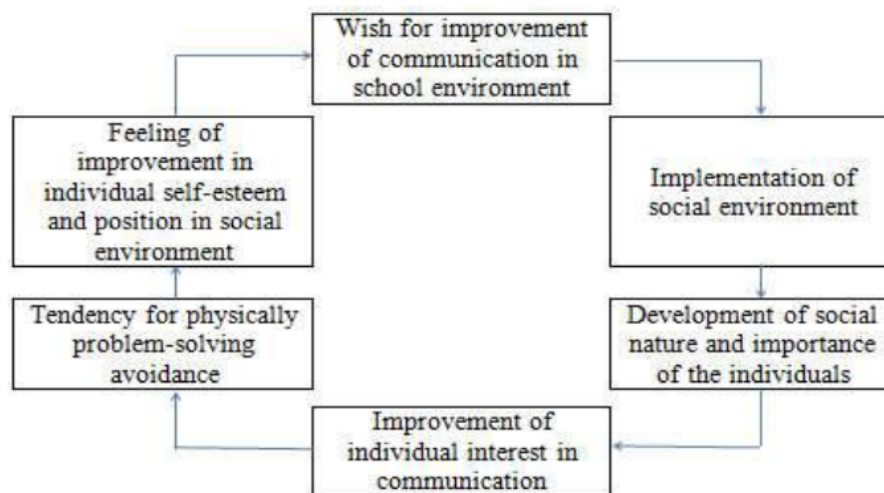 Wish for improvement
of communication in
school environment
Feeling of
improvement in
individual self-esteem
and position in social
environment
Implementation of
social environment
Tendency for physically
problem-solving
avoidance
Development of social
nature and importance
of the individuals
Improvement of
individual interest in
communication